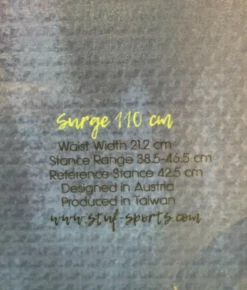 Surge 110 cm
Waist Width 21.2 cm
Stance Range 38.5-46.5 cm
Reference Stance 42.5 cm
Designed in Austria
Produced in Taiwan
www.stuf-sports.com